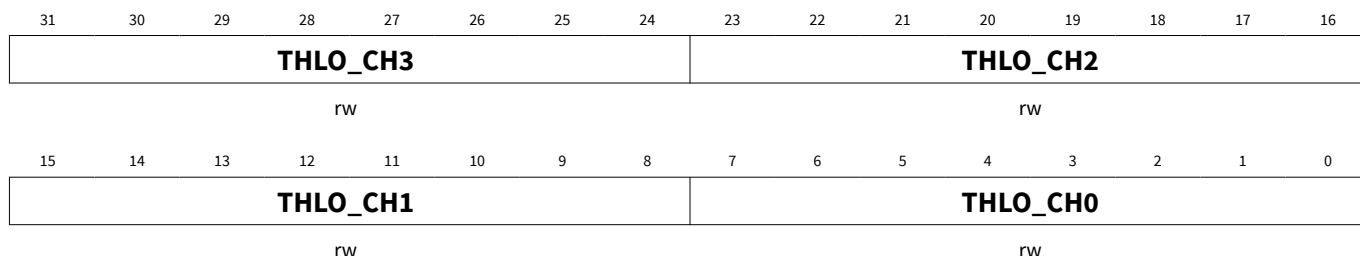 31 30 29 28 27 26 25 24 23 22 21 20 19 18 17 16
THLO_CH3 THLO_CH2
rw rw
15 14 13 12 11 10 9 8 7 6 5 4 3 2 1 0
THLO_CH1 THLO_CH0
rw rw